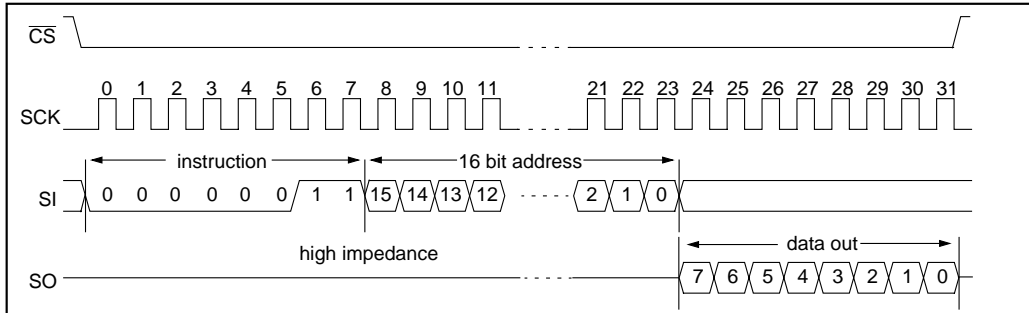 CS
0 1 2 3 4 5 6 7 8 9 10 11 21 22 23 24 25 26 27 28 29 30 31
SCK
instruction 16 bit address
SI 0 0 0 0 0 0 1 1 15 14 13 12 2 1 0
high impedance data out
SO 7 6 5 4 3 2 1 0